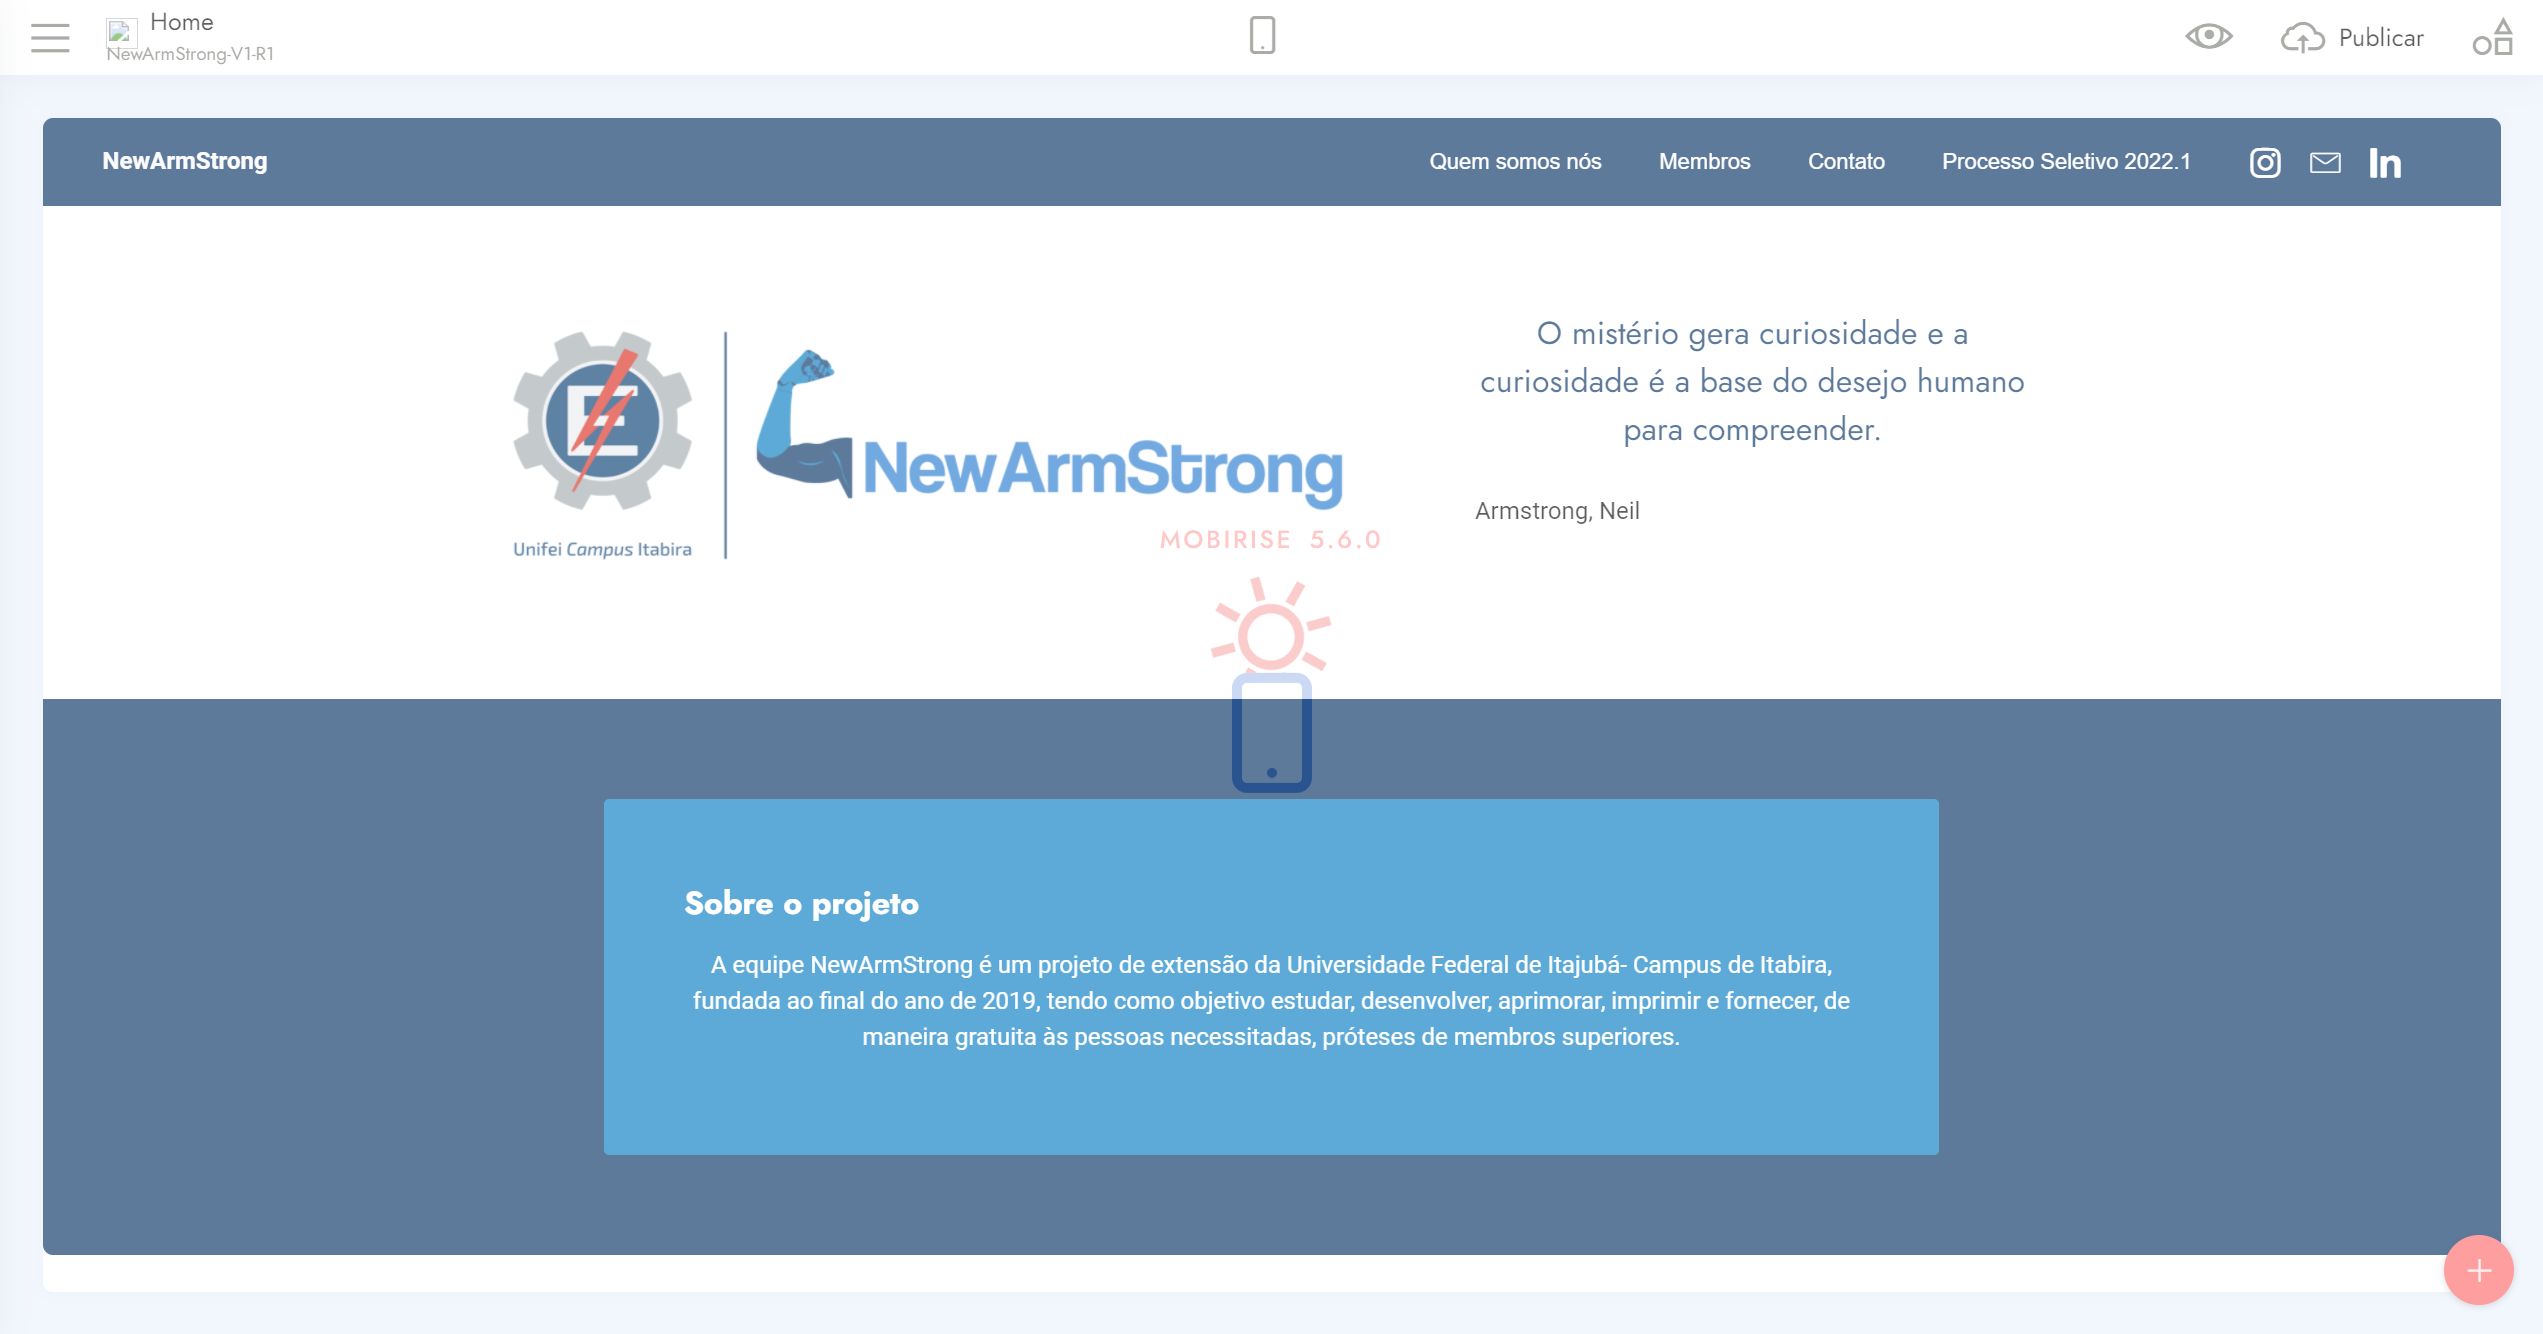 Home
NewArmStrong-V1-R1
Publicar
NewArmStrong
Quem somos nós
Membros
Contato
Processo Seletivo 2022.1
in
O mistério gera curiosidade e a
curiosidade é a base do desejo humano
para compreender.
Armstrong, Neil
E
NewArmStrong
Unifei Campus Itabira
MOBIRISE 5.6.0
Sobre o projeto
A equipe NewArmStrong é um projeto de extensão da Universidade Federal de Itajubá- Campus de Itabira,
fundada ao final do ano de 2019, tendo como objetivo estudar, desenvolver, aprimorar, imprimir e fornecer, de
maneira gratuita às pessoas necessitadas, próteses de membros superiores.